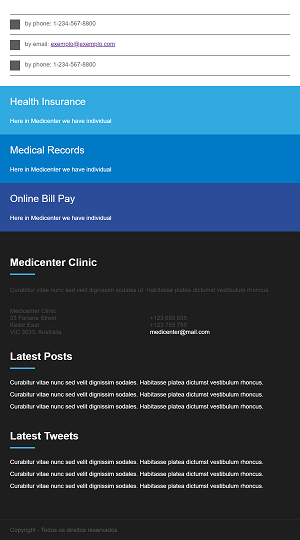 by phone: 1-234-567-8800
by email: exemplo@exemplo.com
by phone: 1-234-567-8800
Health Insurance
Here in Medicenter we have individual
Medical Records
Here in Medicenter we have individual
Online Bill Pay
Here in Medicenter we have individual
Medicenter Clinic
Curabitur vitae nunc sed velit dignissim sodales ut. Habitasse platea dictumst vestibulum rhoncus.
Medicenter Clinic
33 Farlane Street +123 655 655
Keilor East +123 755 755
VIC 3033, Australia medicenter@mail.com
Latest Posts
Curabitur vitae nunc sed velit dignissim sodales. Habitasse platea dictumst vestibulum rhoncus.
Curabitur vitae nunc sed velit dignissim sodales. Habitasse platea dictumst vestibulum rhoncus.
Curabitur vitae nunc sed velit dignissim sodales. Habitasse platea dictumst vestibulum rhoncus.
Latest Tweets
Curabitur vitae nunc sed velit dignissim sodales. Habitasse platea dictumst vestibulum rhoncus.
Curabitur vitae nunc sed velit dignissim sodales. Habitasse platea dictumst vestibulum rhoncus.
Curabitur vitae nunc sed velit dignissim sodales. Habitasse platea dictumst vestibulum rhoncus.
Copyright - Todos os direitos reservados